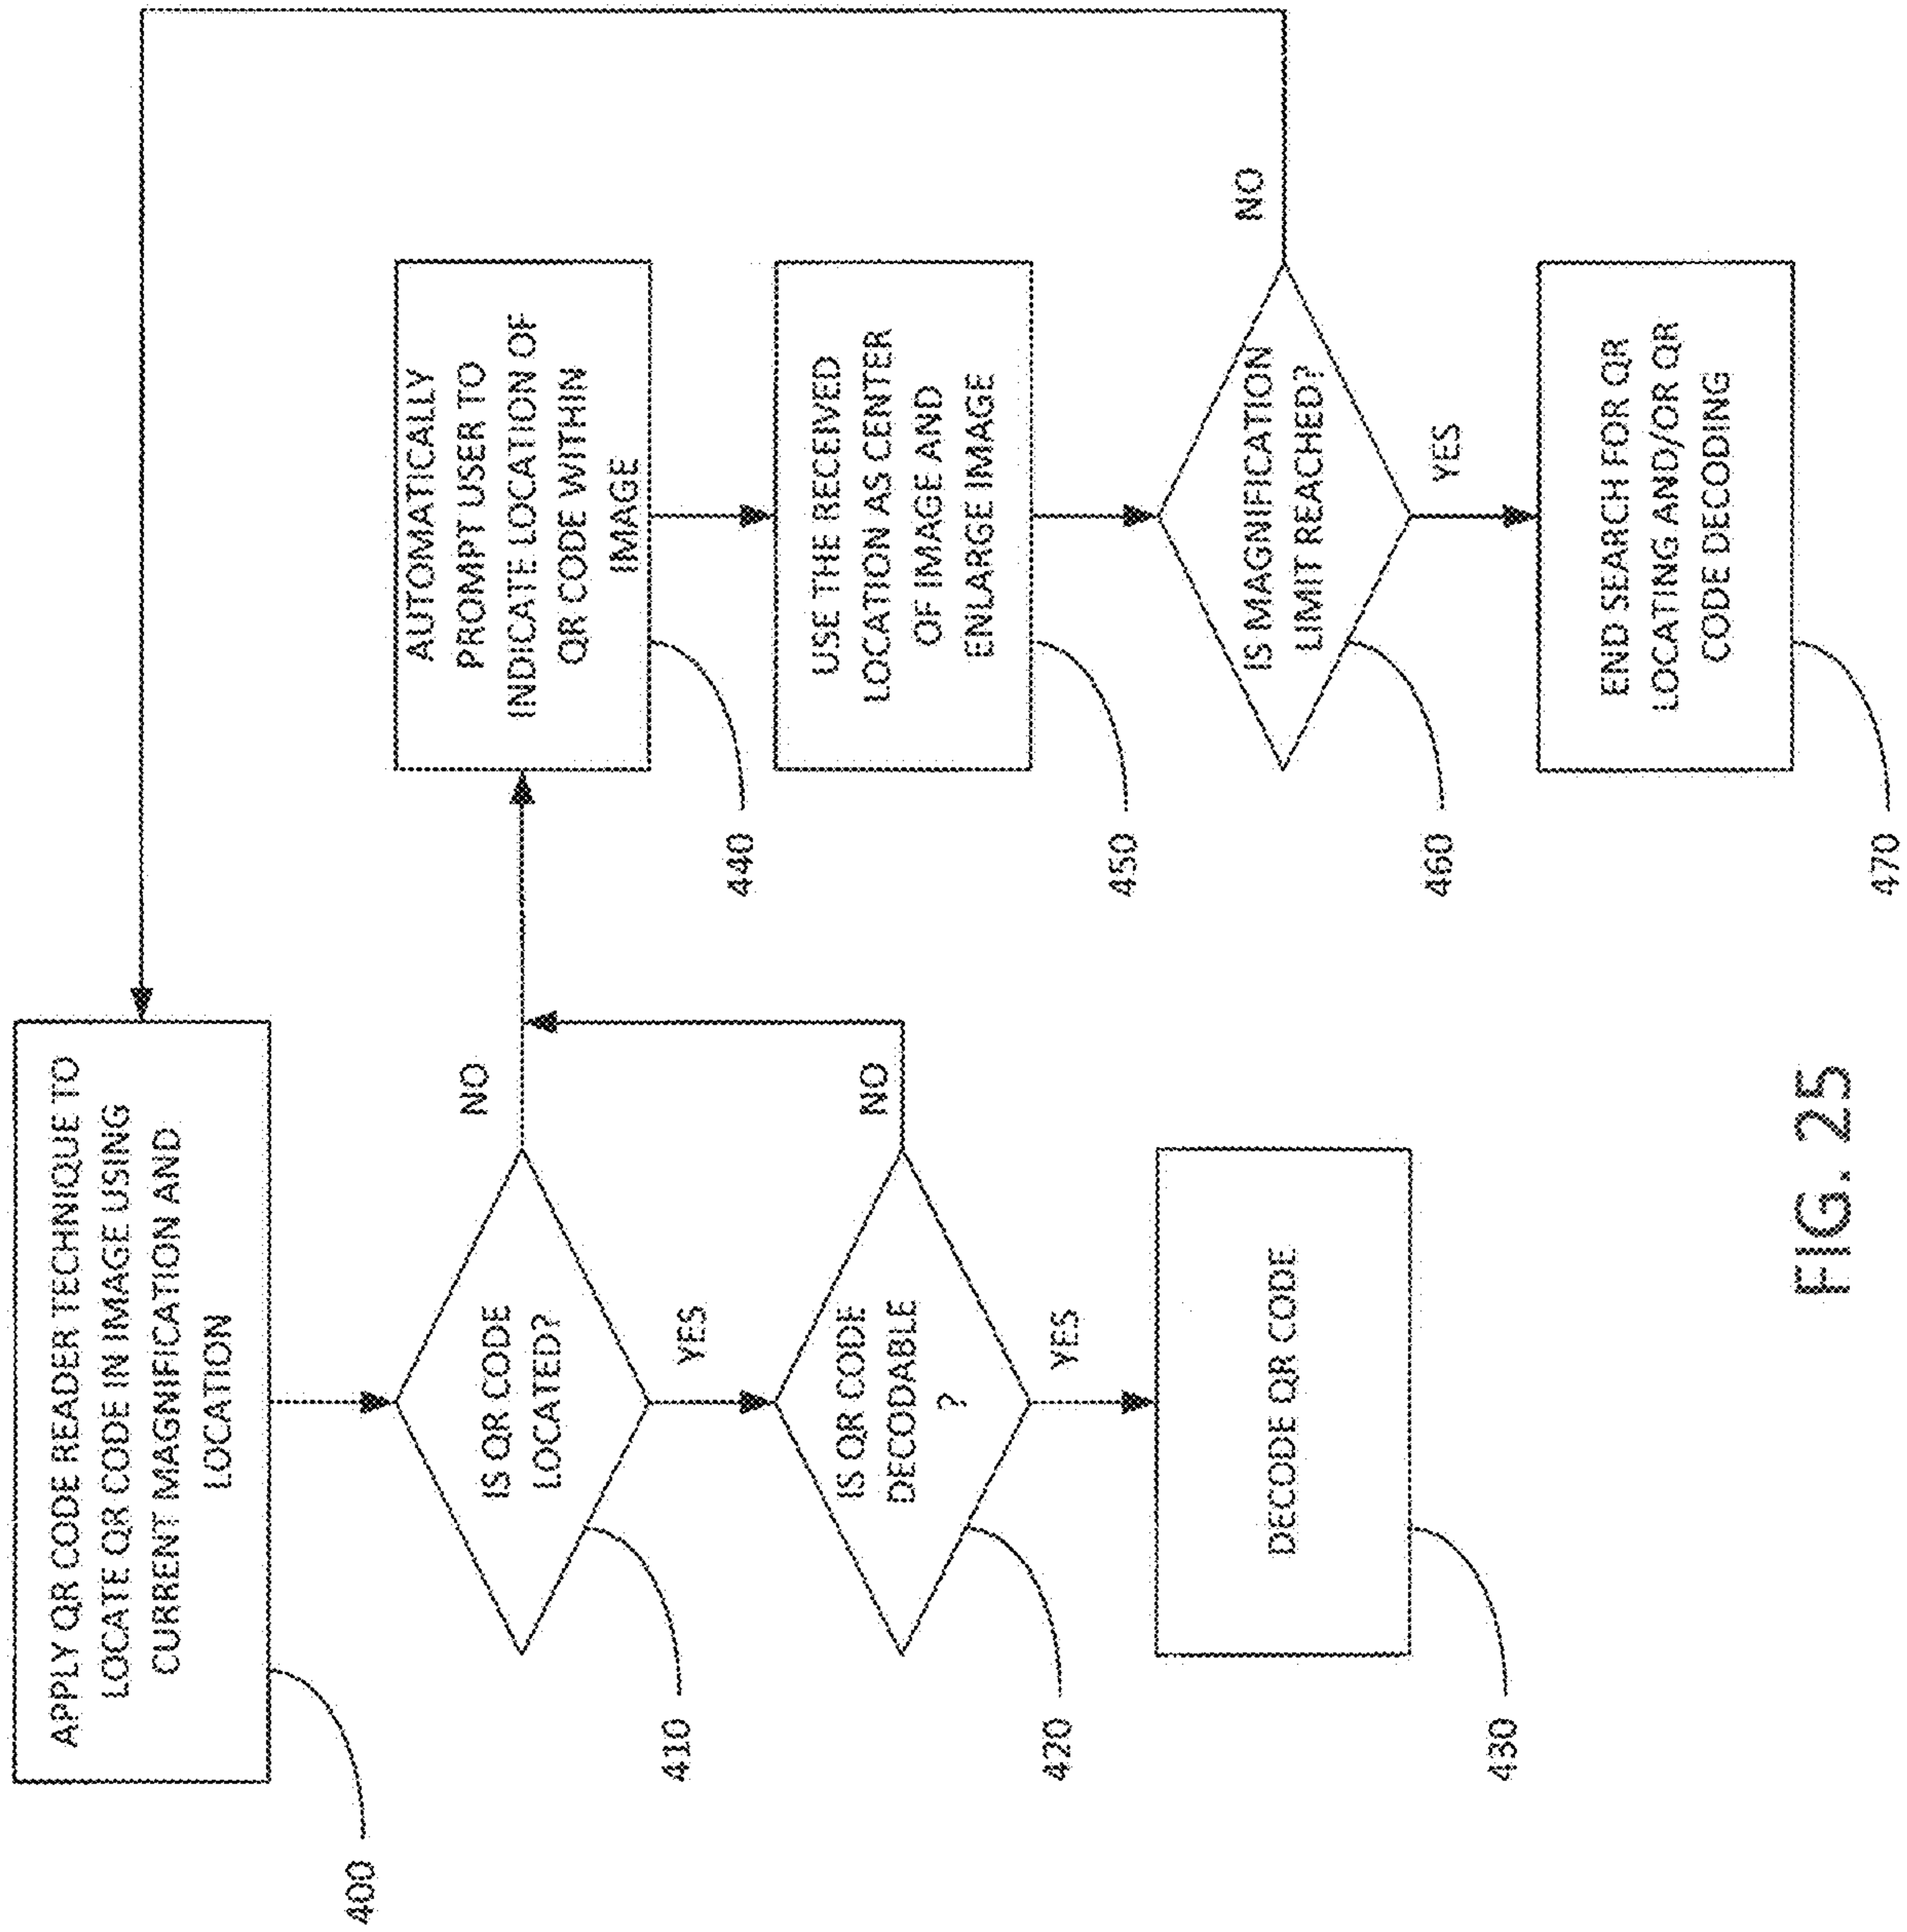 APPLY QR CODE READER TECHNIQUE TO
LOCATE QR CODE IN IMAGE USING
CURRENT MAGNIFICATION AND
LOCATION
400
IS QR CODE
LOCATED?
410
NO
YES
IS QR CODE
DECODABLE
?
420
NO
YES
DECODE QR CODE
430
AUTOMATICALLY
PROMPT USER TO
INDICATE LOCATION OF
QR CODE WITHIN
IMAGE
440
USE THE RECEIVED
LOCATION AS CENTER
OF IMAGE AND
ENLARGE IMAGE
450
IS MAGNIFICATION
LIMIT REACHED?
460
NO
YES
END SEARCH FOR QR
LOCATING AND/OR QR
CODE DECODING
470
FIG. 25